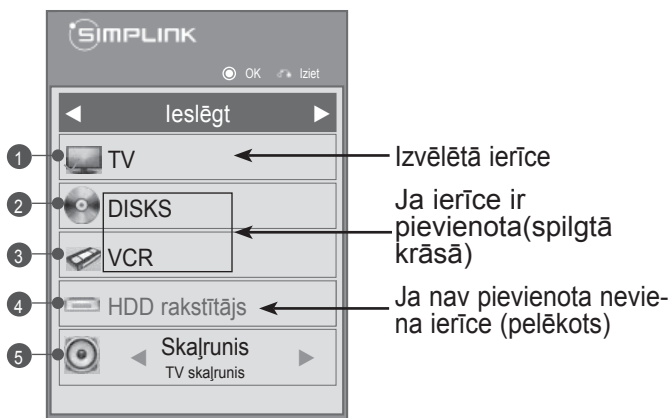 SIMPLINK
OK Iziet
Ieslēgt
1 TV
Izvēlētā ierīce
2 DISKS
3 VCR
Ja ierīce ir
pievienota(spilgtā
krāsā)
4 HDD rakstītājs
Ja nav pievienota nevie-
na ierīce (pelēkots)
5 Skaļrunis
TV skaļrunis